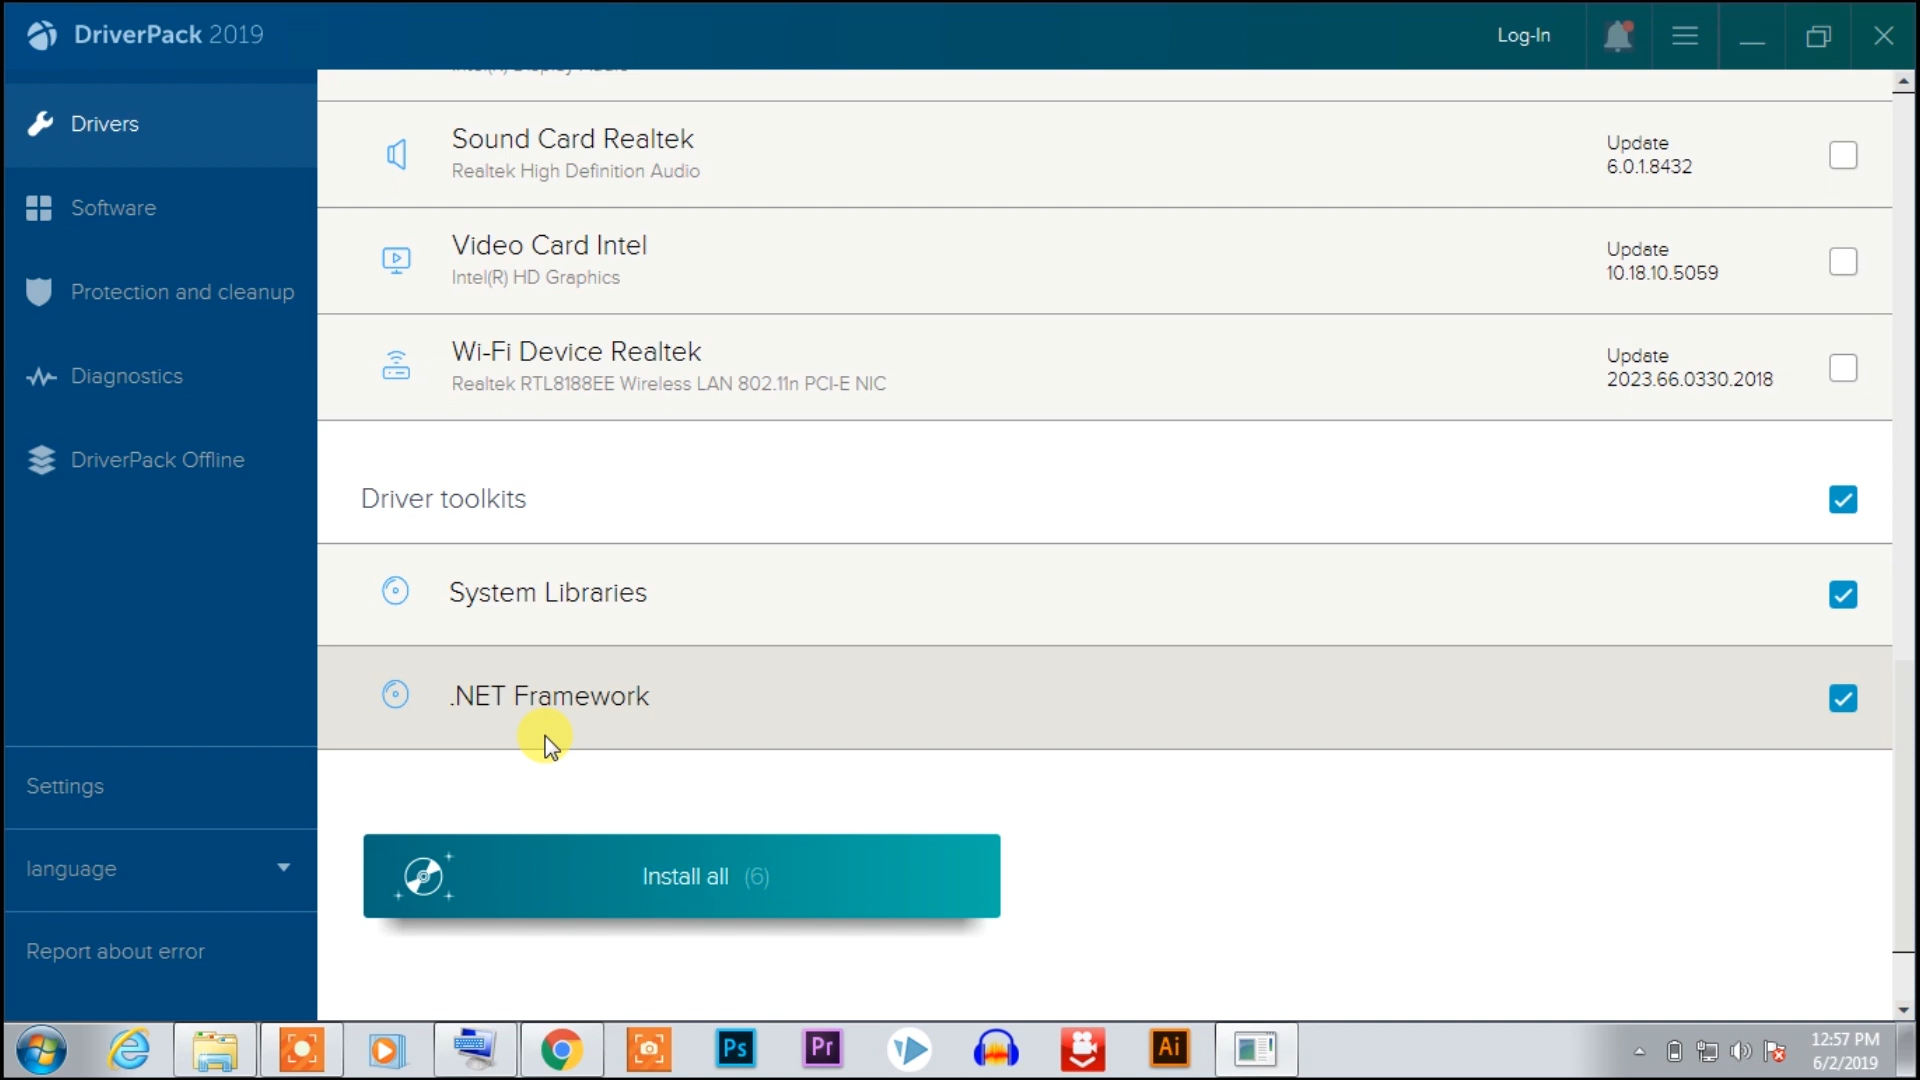 DriverPack 2019
Log-In
Drivers
Software
Protection and cleanup
Diagnostics
DriverPack Offline
Settings
language
Report about error
Intel(R) Display Audio
Sound Card Realtek
Realtek High Definition Audio
Update
6.0.1.8432
Video Card Intel
Intel(R) HD Graphics
Update
10.18.10.5059
Wi-Fi Device Realtek
Realtek RTL8188EE Wireless LAN 802.11n PCI-E NIC
Update
2023.66.0330.2018
Driver toolkits
System Libraries
.NET Framework
Install all (6)
Ps
Pr
Ai
12:57 PM
6/2/2019